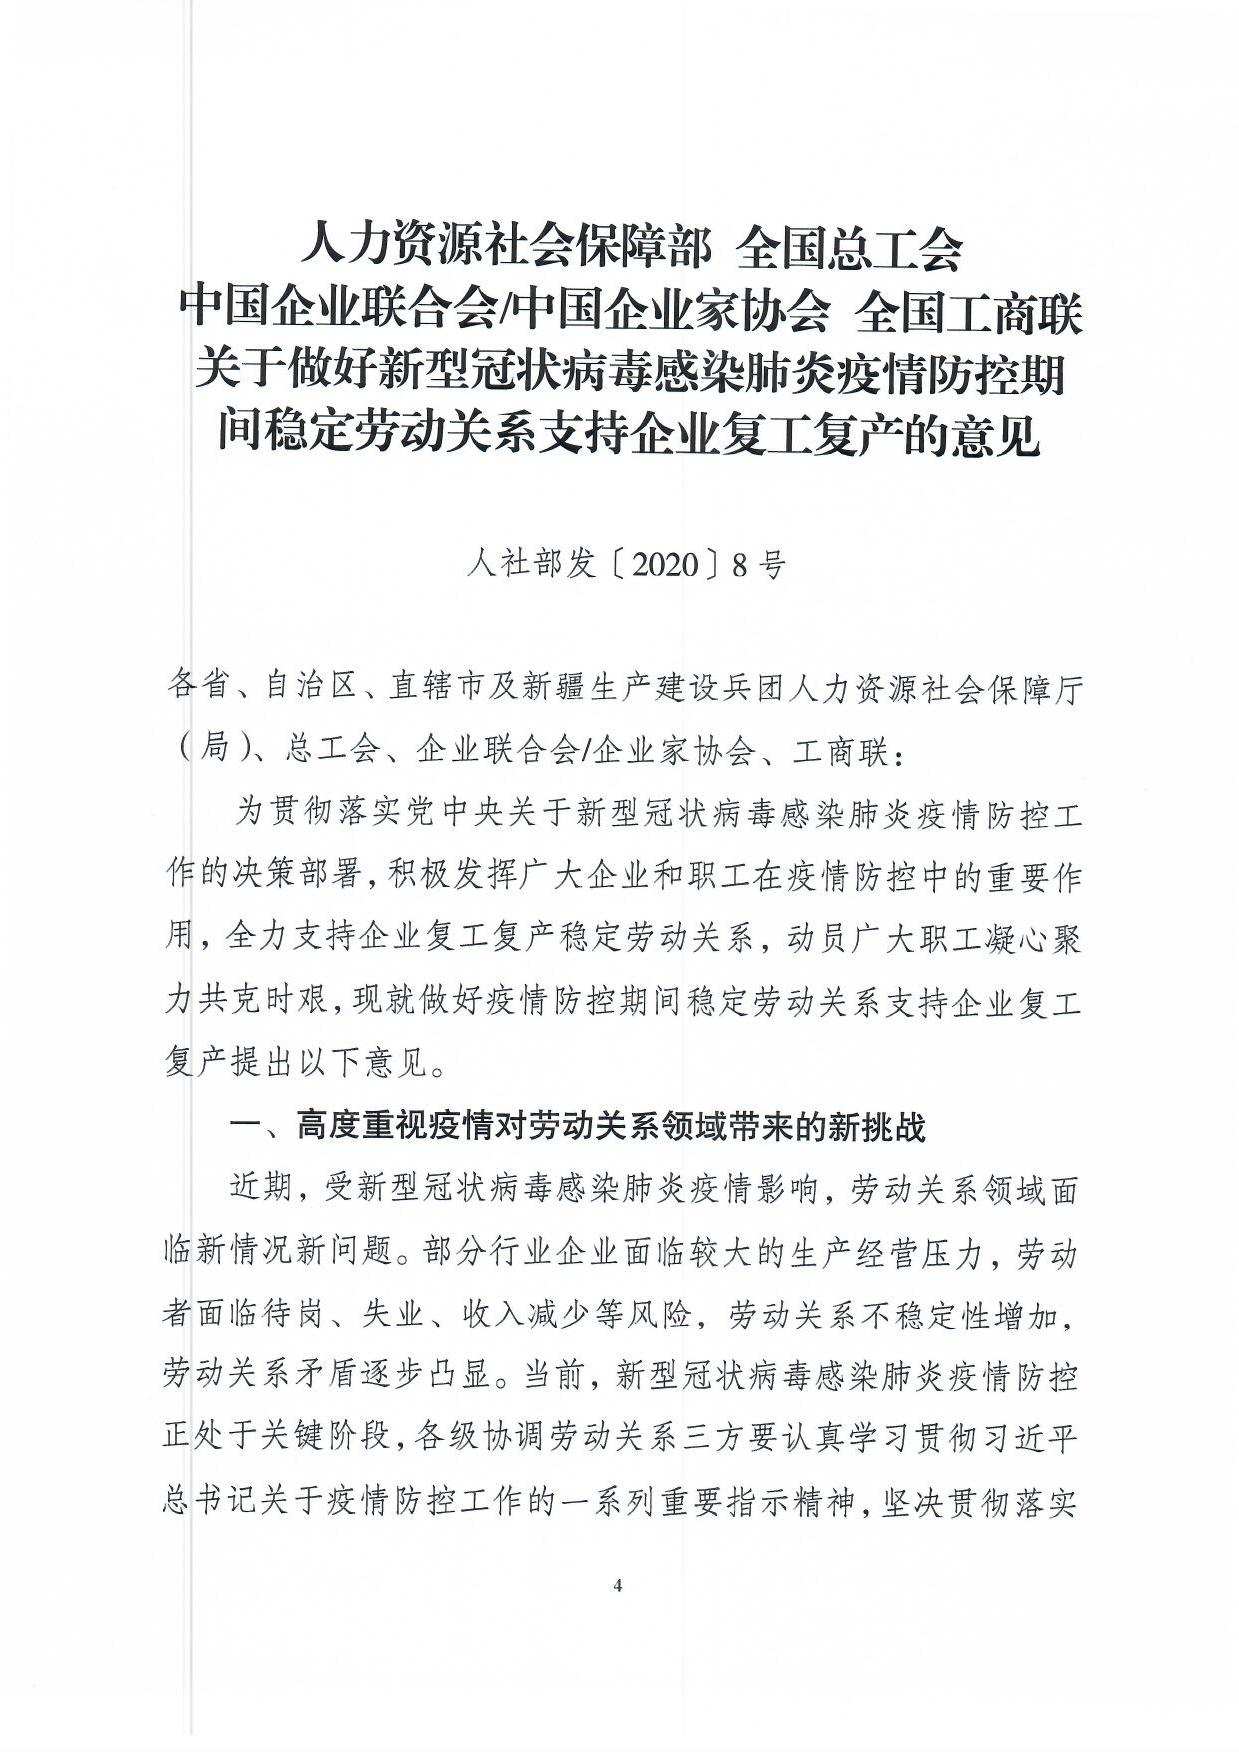 人力资源社会保障部 全国总工会
中国企业联合会/中国企业家协会 全国工商联
关于做好新型冠状病毒感染肺炎疫情防控期
间稳定劳动关系支持企业复工复产的意见
人社部发〔2020〕8号
各省、自治区、直辖市及新疆生产建设兵团人力资源社会保障厅
（局）、总工会、企业联合会/企业家协会、工商联：
为贯彻落实党中央关于新型冠状病毒感染肺炎疫情防控工
作的决策部署，积极发挥广大企业和职工在疫情防控中的重要作
用，全力支持企业复工复产稳定劳动关系，动员广大职工凝心聚
力共克时艰，现就做好疫情防控期间稳定劳动关系支持企业复工
复产提出以下意见。
一、高度重视疫情对劳动关系领域带来的新挑战
近期，受新型冠状病毒感染肺炎疫情影响，劳动关系领域面
临新情况新问题。部分行业企业面临较大的生产经营压力，劳动
者面临待岗、失业、收入减少等风险，劳动关系不稳定性增加，
劳动关系矛盾逐步凸显。当前，新型冠状病毒感染肺炎疫情防控
正处于关键阶段，各级协调劳动关系三方要认真学习贯彻习近平
总书记关于疫情防控工作的一系列重要指示精神，坚决贯彻落实
4